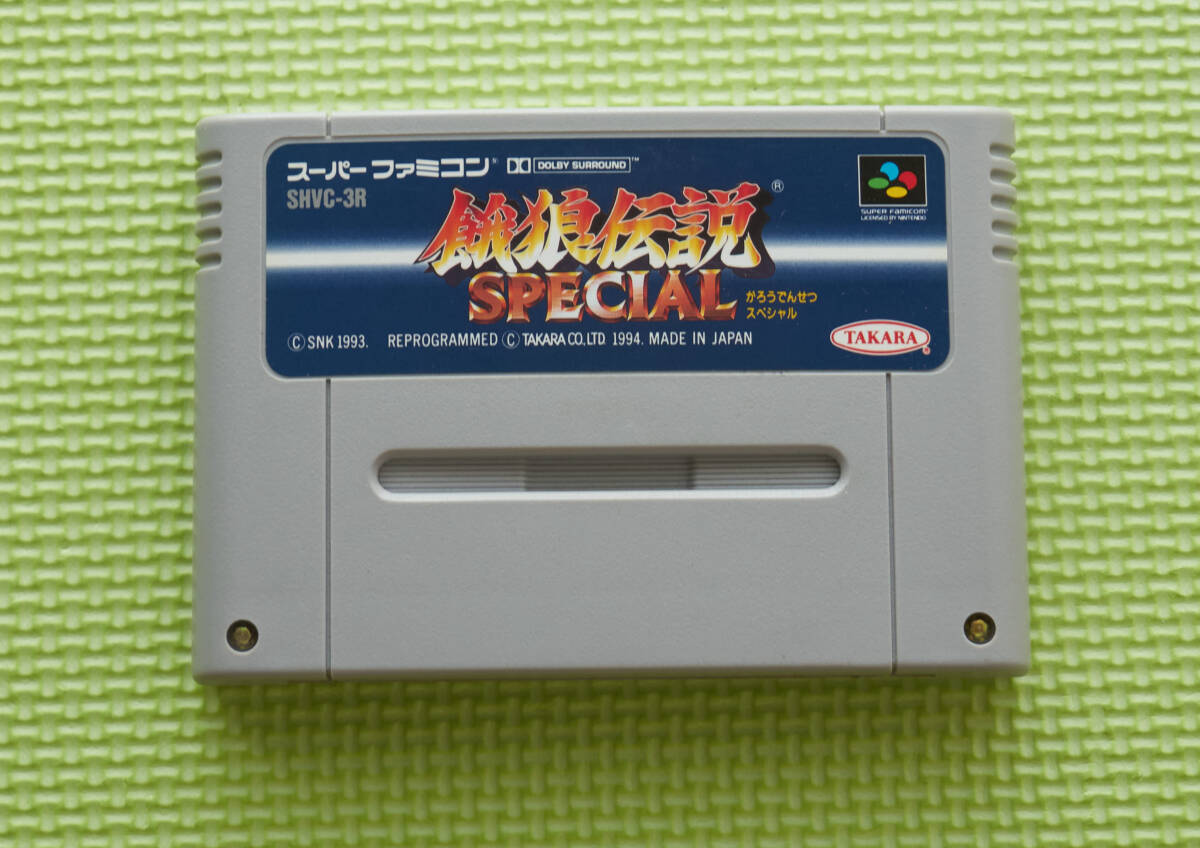 スーパーファミコン® DOLBY SURROUND™
SHVC-3R
餓狼伝説®
SPECIAL
がろうでんせつ
スペシャル
SUPER FAMICOM
LICENSED BY NINTENDO
© SNK 1993. REPROGRAMMED © TAKARA CO.,LTD. 1994. MADE IN JAPAN
TAKARA®